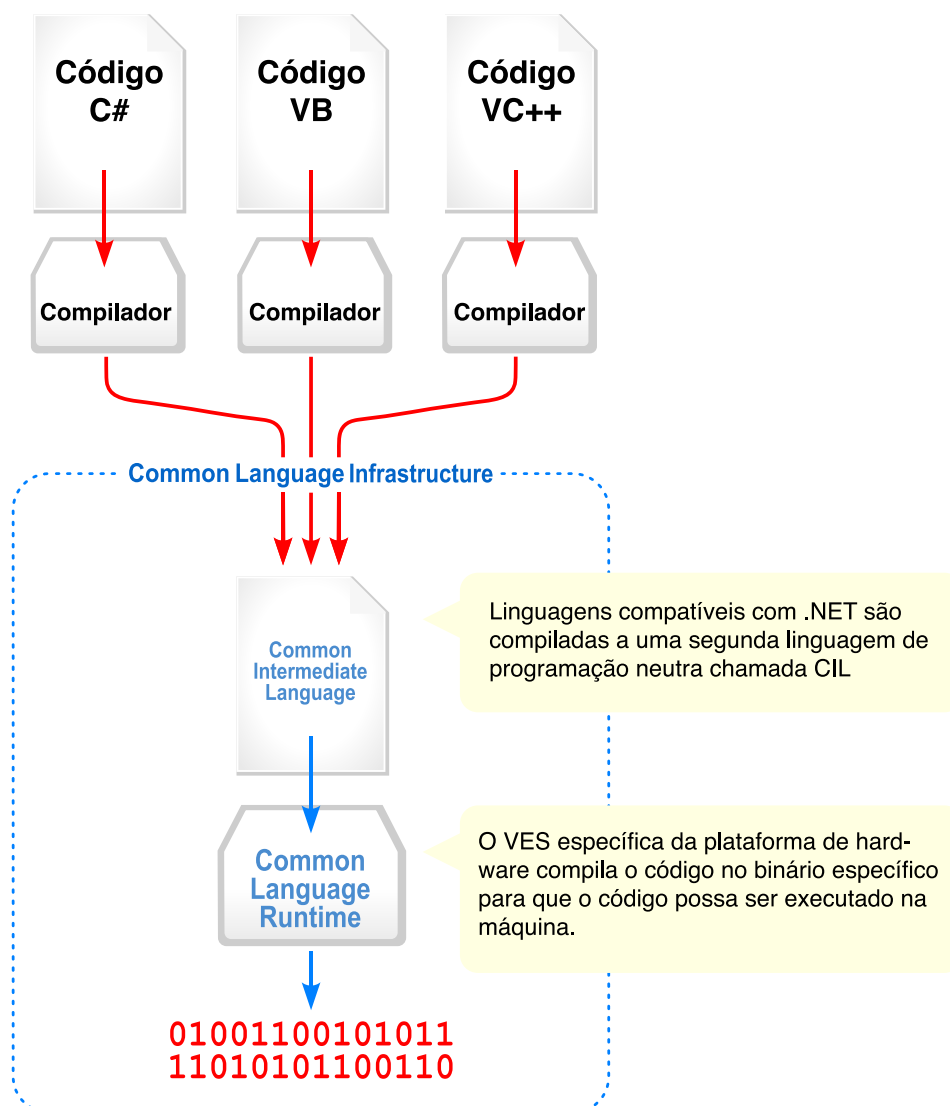 Código
C#
Código
VB
Código
VC++
Compilador
Compilador
Compilador
Common Language Infrastructure
Common
Intermediate
Language
Linguagens compatíveis com .NET são
compiladas a uma segunda linguagem de
programação neutra chamada CIL
Common
Language
Runtime
O VES específica da plataforma de hard-
ware compila o código no binário específico
para que o código possa ser executado na
máquina.
01001100101011
11010101100110